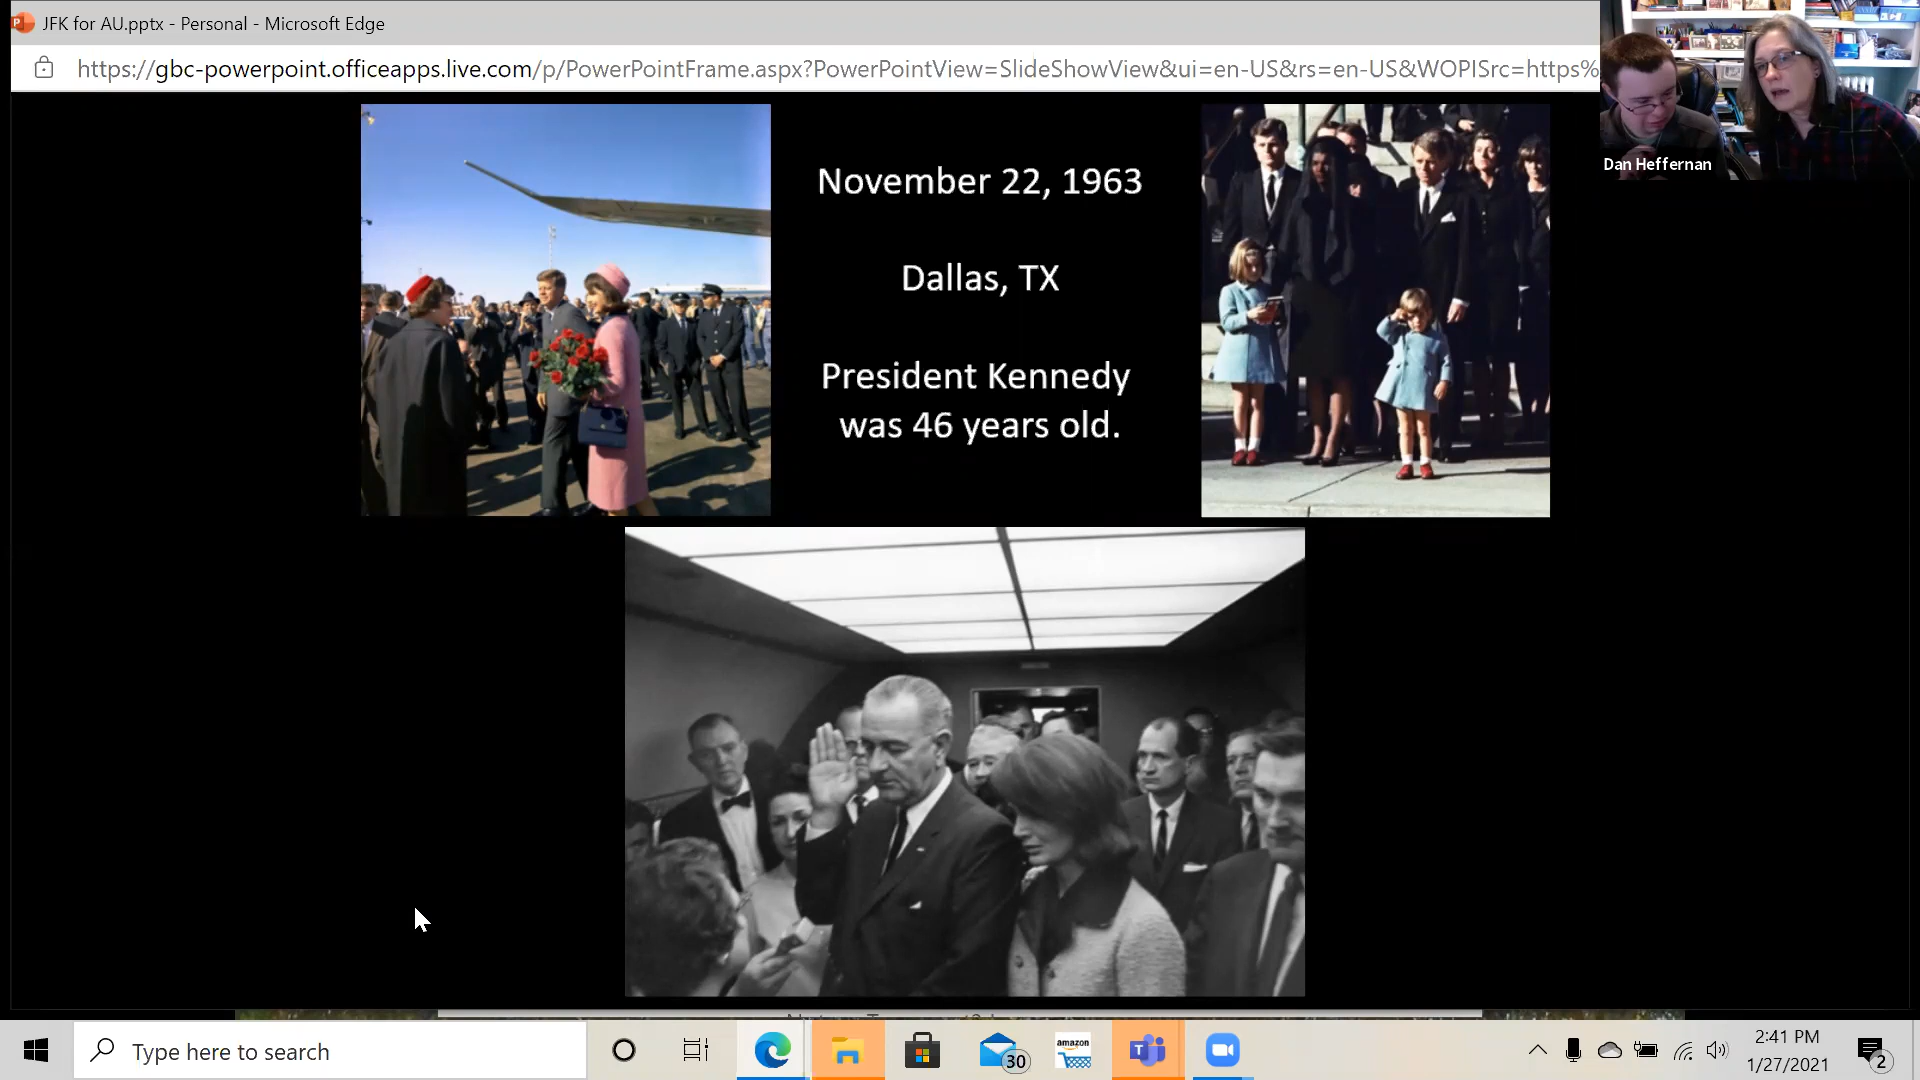 JFK for AU.pptx - Personal - Microsoft Edge
https://gbc-powerpoint.officeapps.live.com/p/PowerPointFrame.aspx?PowerPointView=SlideShowView&ui=en-US&rs=en-US&WOPISrc=https%
Dan Heffernan
November 22, 1963
Dallas, TX
President Kennedy
was 46 years old.
Type here to search
30
amazon
2:41 PM
1/27/2021
2